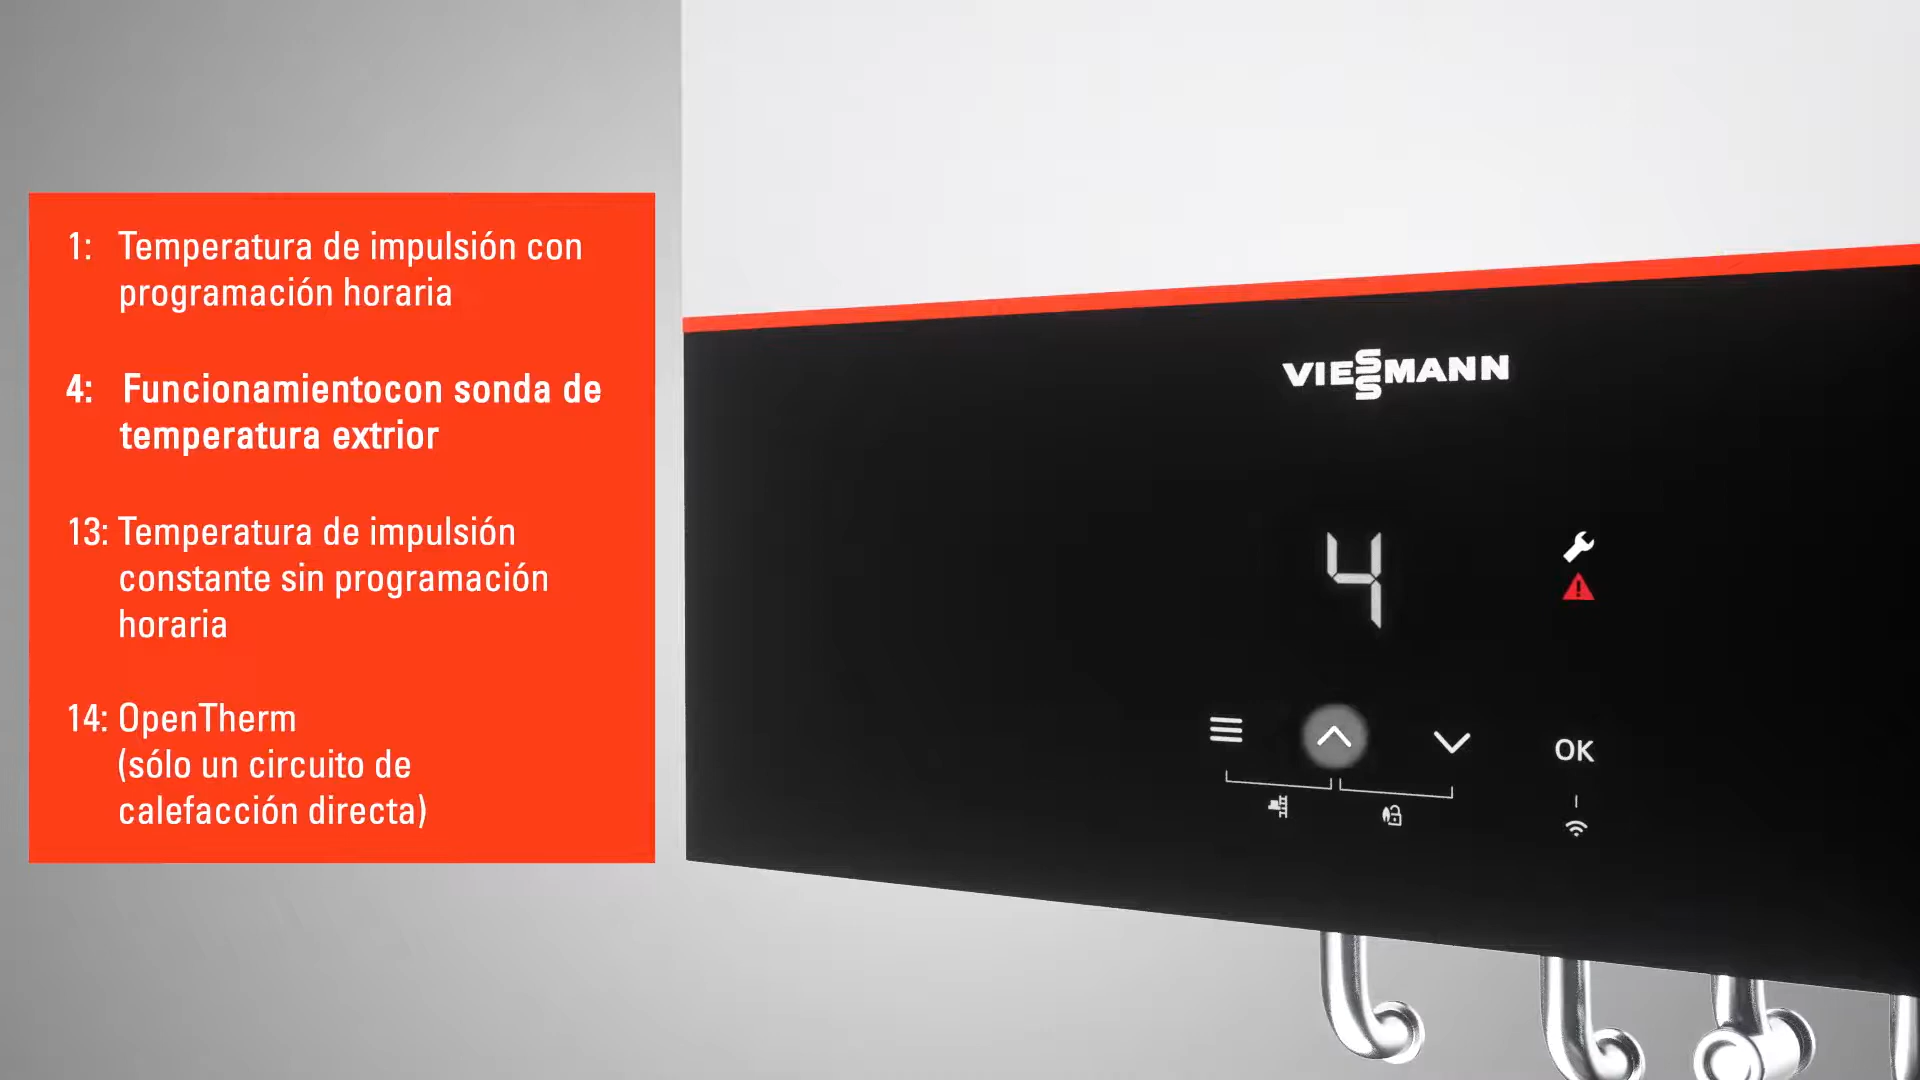 1: Temperatura de impulsión con
programación horaria
4: Funcionamientocon sonda de
temperatura extrior
13: Temperatura de impulsión
constante sin programación
horaria
14: OpenTherm
(sólo un circuito de
calefacción directa)
VIESSMANN
4
OK